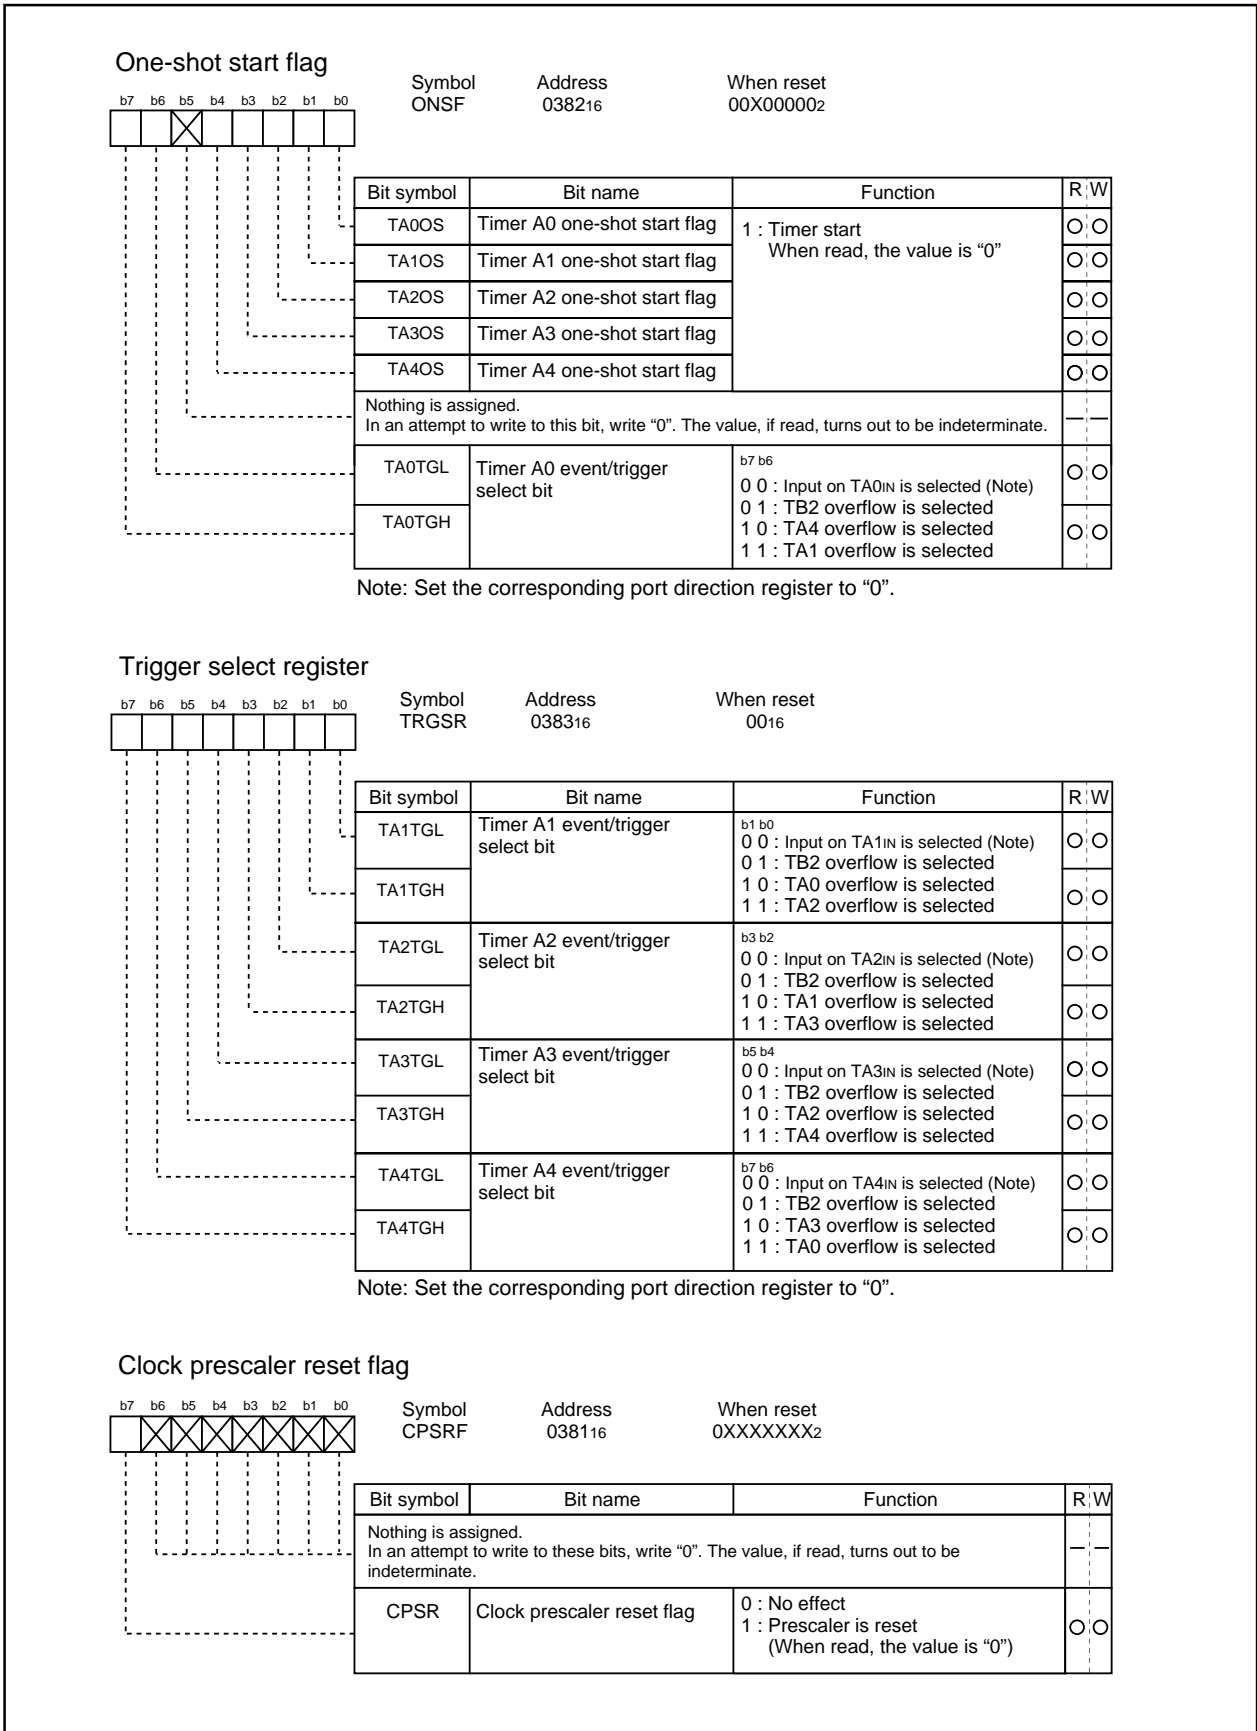 One-shot start flag
Symbol Address When reset
b7 b6 b5 b4 b3 b2 b1 b0
ONSF 038216 00X000002
Bit symbol Bit name Function R W
TA0OS Timer A0 one-shot start flag 1 : Timer start
When read, the value is “0”
TA1OS Timer A1 one-shot start flag
TA2OS Timer A2 one-shot start flag
TA3OS Timer A3 one-shot start flag
TA4OS Timer A4 one-shot start flag
Nothing is assigned.
In an attempt to write to this bit, write “0”. The value, if read, turns out to be indeterminate.
TA0TGL Timer A0 event/trigger select bit
TA0TGH
b7 b6
0 0 : Input on TA0IN is selected (Note)
0 1 : TB2 overflow is selected
1 0 : TA4 overflow is selected
1 1 : TA1 overflow is selected
Note: Set the corresponding port direction register to “0”.
Trigger select register
Symbol Address When reset
b7 b6 b5 b4 b3 b2 b1 b0
TRGSR 038316 0016
Bit symbol Bit name Function R W
TA1TGL Timer A1 event/trigger select bit
TA1TGH
b1 b0
0 0 : Input on TA1IN is selected (Note)
0 1 : TB2 overflow is selected
1 0 : TA0 overflow is selected
1 1 : TA2 overflow is selected
TA2TGL Timer A2 event/trigger select bit
TA2TGH
b3 b2
0 0 : Input on TA2IN is selected (Note)
0 1 : TB2 overflow is selected
1 0 : TA1 overflow is selected
1 1 : TA3 overflow is selected
TA3TGL Timer A3 event/trigger select bit
TA3TGH
b5 b4
0 0 : Input on TA3IN is selected (Note)
0 1 : TB2 overflow is selected
1 0 : TA2 overflow is selected
1 1 : TA4 overflow is selected
TA4TGL Timer A4 event/trigger select bit
TA4TGH
b7 b6
0 0 : Input on TA4IN is selected (Note)
0 1 : TB2 overflow is selected
1 0 : TA3 overflow is selected
1 1 : TA0 overflow is selected
Note: Set the corresponding port direction register to “0”.
Clock prescaler reset flag
Symbol Address When reset
b7 b6 b5 b4 b3 b2 b1 b0
CPSRF 038116 0XXXXXXX2
Bit symbol Bit name Function R W
Nothing is assigned.
In an attempt to write to these bits, write “0”. The value, if read, turns out to be
indeterminate.
CPSR Clock prescaler reset flag
0 : No effect
1 : Prescaler is reset
(When read, the value is “0”)